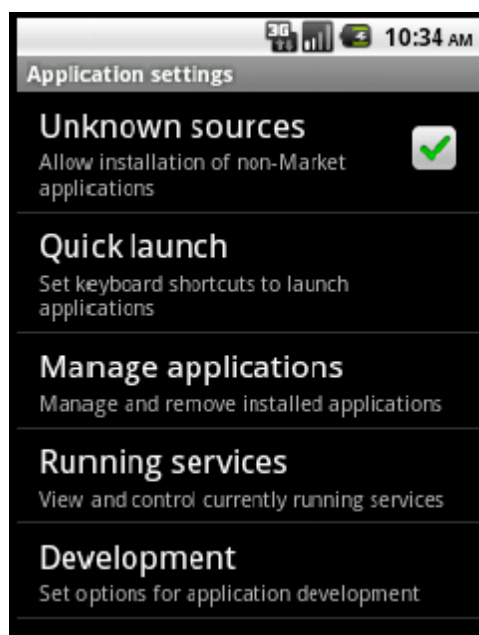 3G 10:34 AM
Application settings
Unknown sources
Allow installation of non-Market
applications
Quick launch
Set keyboard shortcuts to launch
applications
Manage applications
Manage and remove installed applications
Running services
View and control currently running services
Development
Set options for application development